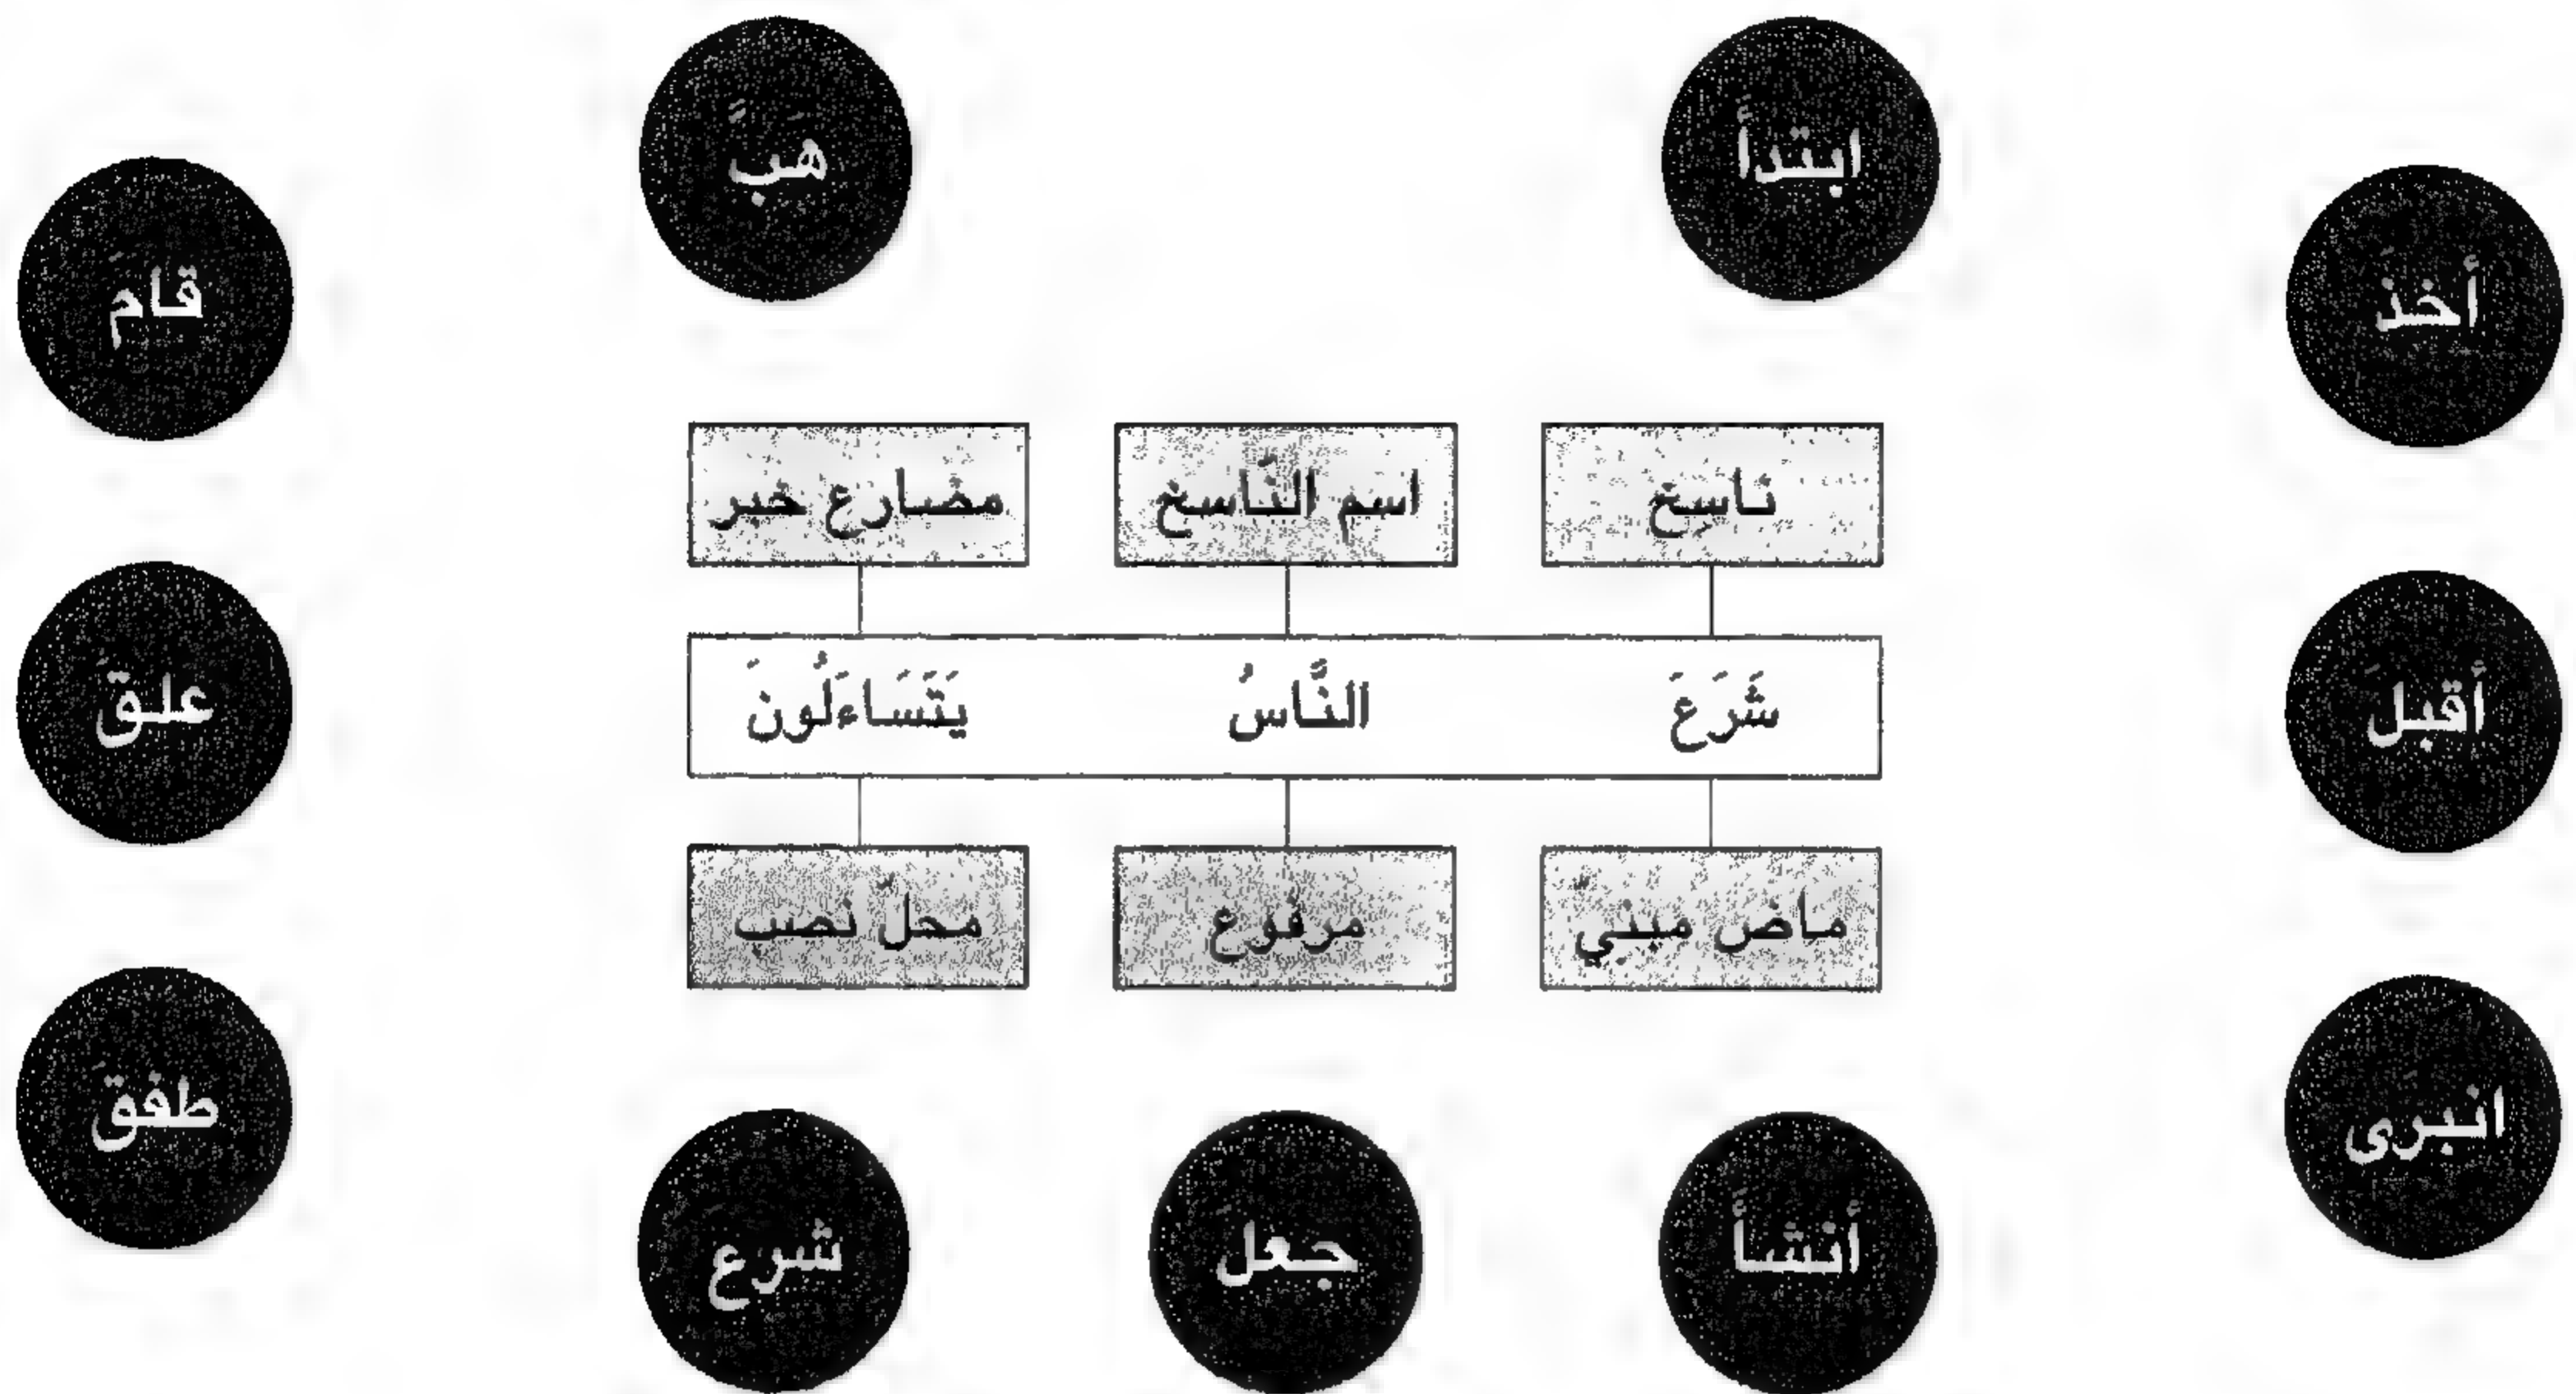 ابتدأ
هبَّ
أخذَ
قامَ
ناسِخ
اسم النَّاسخ
مضارع خبر
أقبلَ
شَرَعَ
النَّاسُ
يَتَسَاءَلُونَ
علقَ
ماض مبنيّ
مرفوع
محلّ نصب
انبرى
طفقَ
أنشأ
جعلَ
شرع